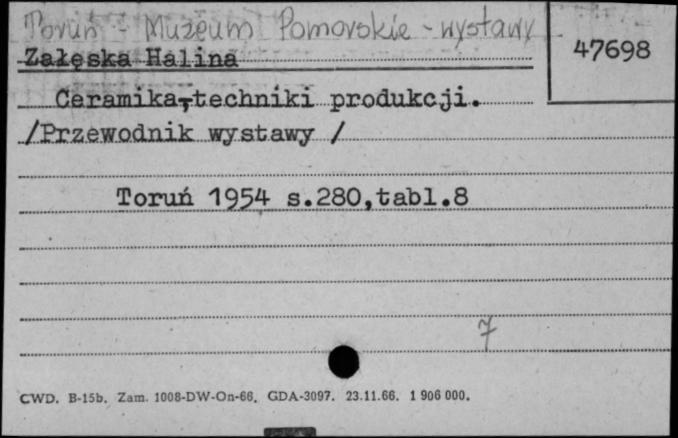 Toruń - Muzeum Pomorskie - wystawy
47698
Załęska Halina
Ceramika,techniki produkcji.
/Przewodnik wystawy /
Toruń 1954 s.280,tabl.8
7
CWD. B-15b. Zam. 1008-DW-On-66. GDA-3097. 23.11.66. 1 906 000.